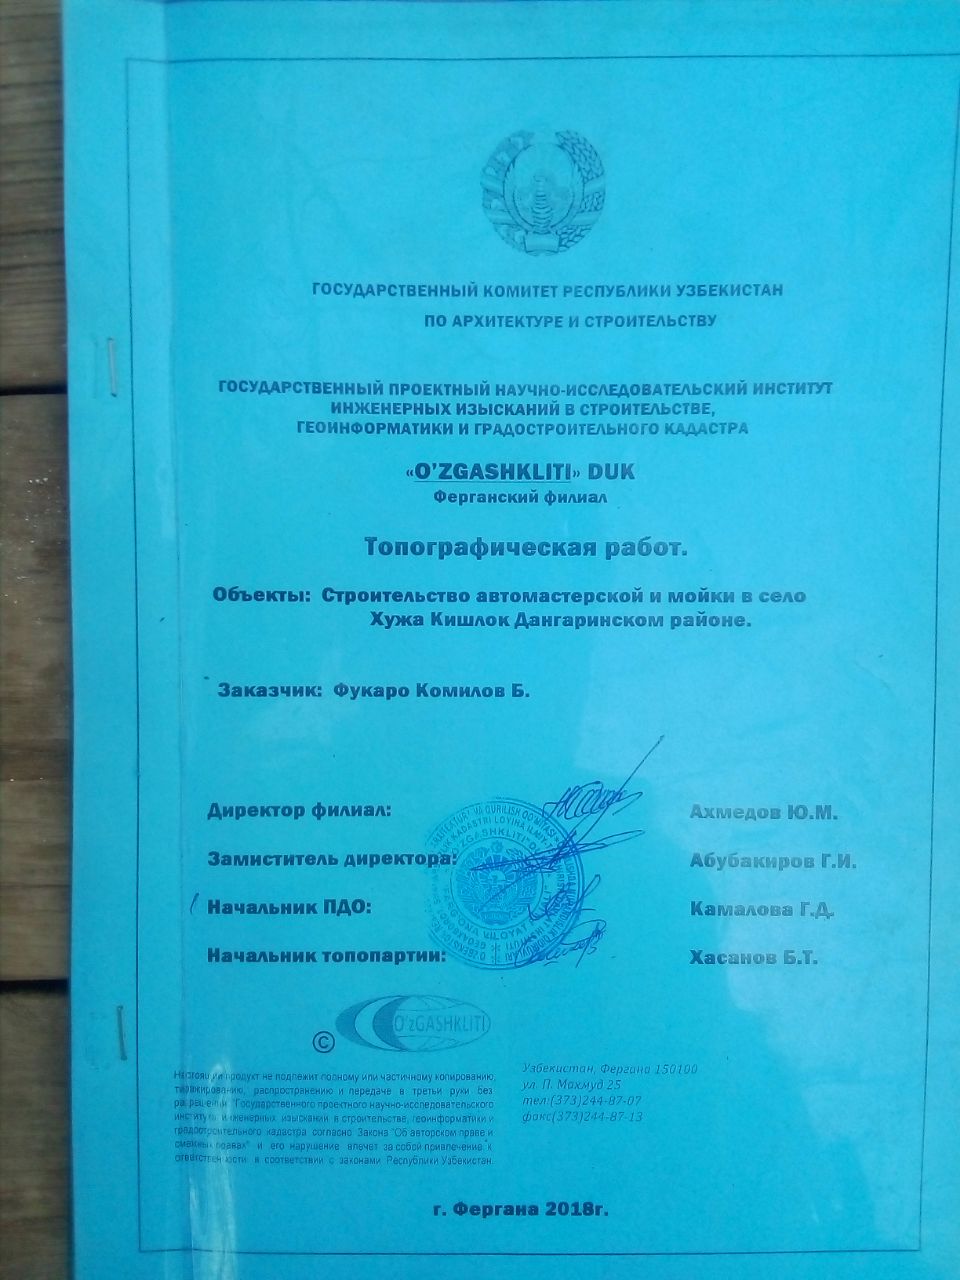 ГОСУДАРСТВЕННЫЙ КОМИТЕТ РЕСПУБЛИКИ УЗБЕКИСТАН
ПО АРХИТЕКТУРЕ И СТРОИТЕЛЬСТВУ
ГОСУДАРСТВЕННЫЙ ПРОЕКТНЫЙ НАУЧНО-ИССЛЕДОВАТЕЛЬСКИЙ ИНСТИТУТ
ИНЖЕНЕРНЫХ ИЗЫСКАНИЙ В СТРОИТЕЛЬСТВЕ,
ГЕОИНФОРМАТИКИ И ГРАДОСТРОИТЕЛЬНОГО КАДАСТРА
«O'ZGASHKLITI» DUK
Ферганский филиал
Топографическая работ.
Объекты: Строительство автомастерской и мойки в село
Хужа Кишлок Дангаринском районе.
Заказчик: Фукаро Комилов Б.
Директор филиал: Ахмедов Ю.М.
Замиститель директора: Абубакиров Г.И.
Начальник ПДО: Камалова Г.Д.
Начальник топопартии: Хасанов Б.Т.
© O'zGASHKLITI
Настоящий продукт не подлежит полному или частичному копированию,
тиражированию, распространению и передаче в третьи руки без
разрешения "Государственного проектного научно-исследовательского
института инженерных изысканий в строительстве, геоинформатики и
градостроительного кадастра согласно Закона "Об авторском праве и
смежных правах" и его нарушение влечет за собой привлечение к
ответственности в соответствии с законами Республики Узбекистан.
Узбекистан, Фергана 150100
ул. П. Махмуд 25
тел:(373)244-87-07
факс(373)244-87-13
г. Фергана 2018г.